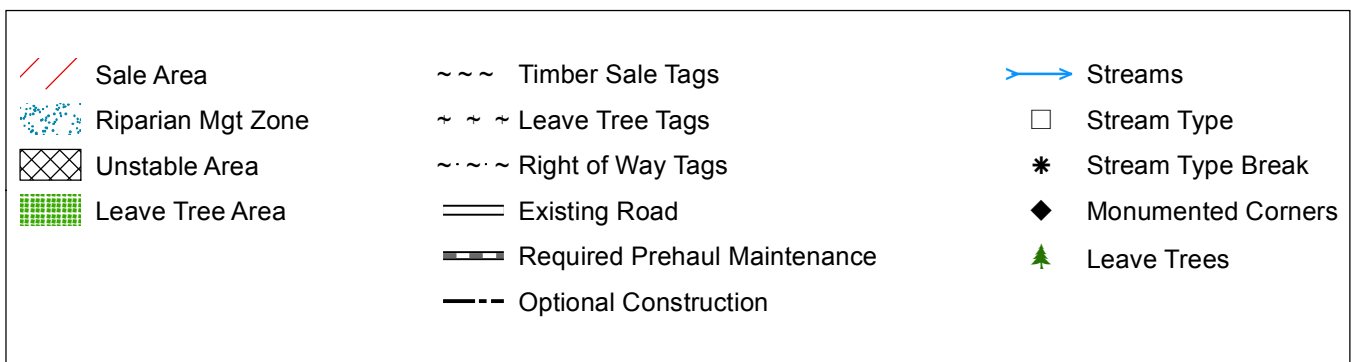 Sale Area
Riparian Mgt Zone
Unstable Area
Leave Tree Area
Timber Sale Tags
Leave Tree Tags
Right of Way Tags
Existing Road
Required Prehaul Maintenance
Optional Construction
Streams
Stream Type
Stream Type Break
Monumented Corners
Leave Trees